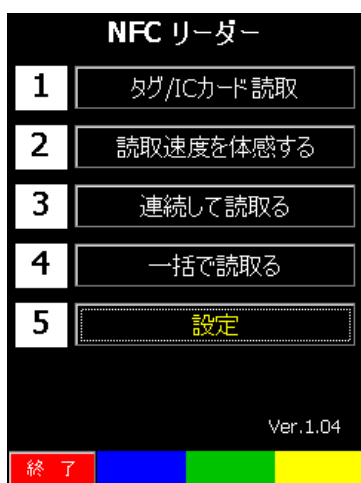 NFC リーダー
1 タグ/ICカード読取
2 読取速度を体感する
3 連続して読取る
4 一括で読取る
5 設定
Ver.1.04
終 了